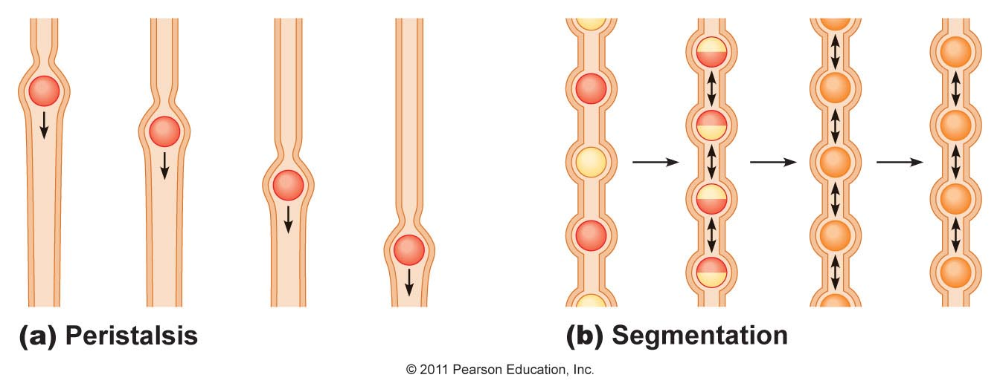 (a) Peristalsis
(b) Segmentation
© 2011 Pearson Education, Inc.